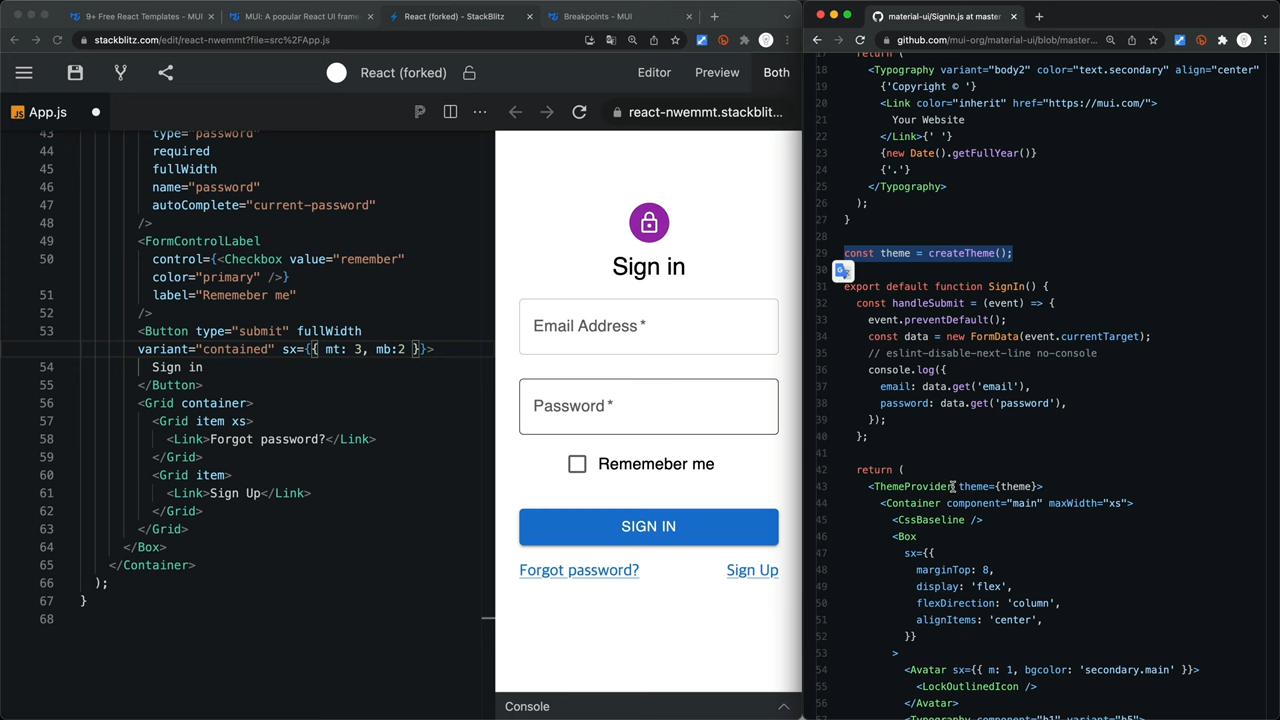 9+ Free React Templates - MUI
MUI: A popular React UI frame
React (forked) - StackBlitz
Breakpoints - MUI
stackblitz.com/edit/react-nwemmt?file=src%2FApp.js
React (forked)
Editor
Preview
Both
App.js
react-nwemmt.stackblitz...
43 type="password"
44 required
45 fullWidth
46 name="password"
47 autoComplete="current-password"
48 />
49 <FormControlLabel
50 control={<Checkbox value="remember"
color="primary" />}
51 label="Rememeber me"
52 />
53 <Button type="submit" fullWidth
variant="contained" sx={{ mt: 3, mb:2 }}>
54 Sign in
55 </Button>
56 <Grid container>
57 <Grid item xs>
58 <Link>Forgot password?</Link>
59 </Grid>
60 <Grid item>
61 <Link>Sign Up</Link>
62 </Grid>
63 </Grid>
64 </Box>
65 </Container>
66 );
67 }
68
Sign in
Email Address *
Password *
Rememeber me
SIGN IN
Forgot password?
Sign Up
Console
material-ui/SignIn.js at master
github.com/mui-org/material-ui/blob/master...
17 return (
18 <Typography variant="body2" color="text.secondary" align="center"
19 {'Copyright © '}
20 <Link color="inherit" href="https://mui.com/">
21 Your Website
22 </Link>{' '}
23 {new Date().getFullYear()}
24 {'.'}
25 </Typography>
26 );
27 }
28
29 const theme = createTheme();
30
31 export default function SignIn() {
32 const handleSubmit = (event) => {
33 event.preventDefault();
34 const data = new FormData(event.currentTarget);
35 // eslint-disable-next-line no-console
36 console.log({
37 email: data.get('email'),
38 password: data.get('password'),
39 });
40 };
41
42 return (
43 <ThemeProvider theme={theme}>
44 <Container component="main" maxWidth="xs">
45 <CssBaseline />
46 <Box
47 sx={{
48 marginTop: 8,
49 display: 'flex',
50 flexDirection: 'column',
51 alignItems: 'center',
52 }}
53 >
54 <Avatar sx={{ m: 1, bgcolor: 'secondary.main' }}>
55 <LockOutlinedIcon />
56 </Avatar>
57 <Typography component="h1" variant="h5">